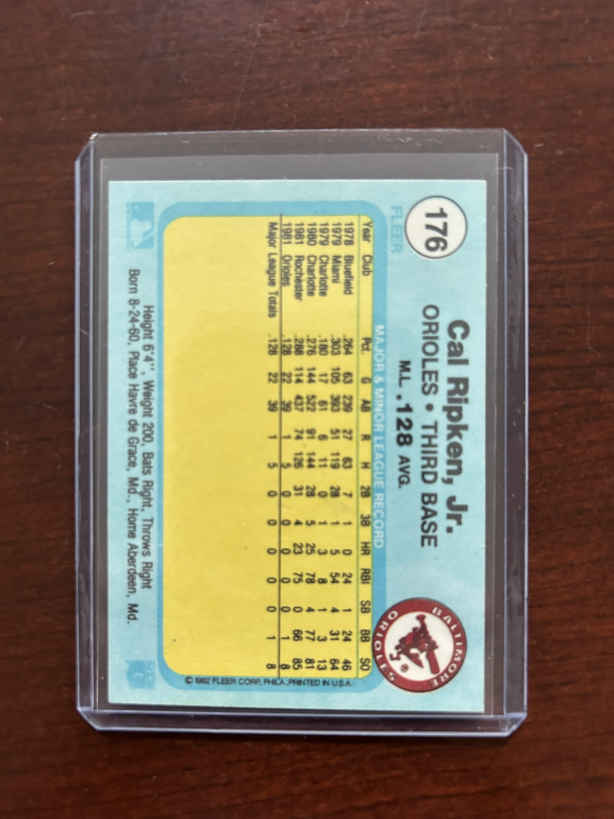 176
FLEER
Cal Ripken, Jr.
ORIOLES • THIRD BASE
M.L. .128 AVG.
BALTIMORE ORIOLES
MAJOR & MINOR LEAGUE RECORD
Year Club Pct. G AB R H 2B 3B HR RBI SB BB SO
1978 Bluefield .264 63 239 27 63 7 1 0 24 1 24 46
1979 Miami .303 105 393 51 119 28 1 5 54 4 31 64
1979 Charlotte .180 17 61 6 11 0 1 3 8 1 3 13
1980 Charlotte .276 144 522 91 144 28 5 25 78 4 77 81
1981 Rochester .288 114 437 74 126 31 4 23 75 0 66 85
1981 Orioles .128 22 39 1 5 0 0 0 0 0 1 8
Major League Totals .128 22 39 1 5 0 0 0 0 0 1 8
© 1982 FLEER CORP. PHILA. PRINTED IN U.S.A.
Height 6'4'', Weight 200, Bats Right, Throws Right
Born 8-24-60, Place Havre de Grace, Md., Home Aberdeen, Md.